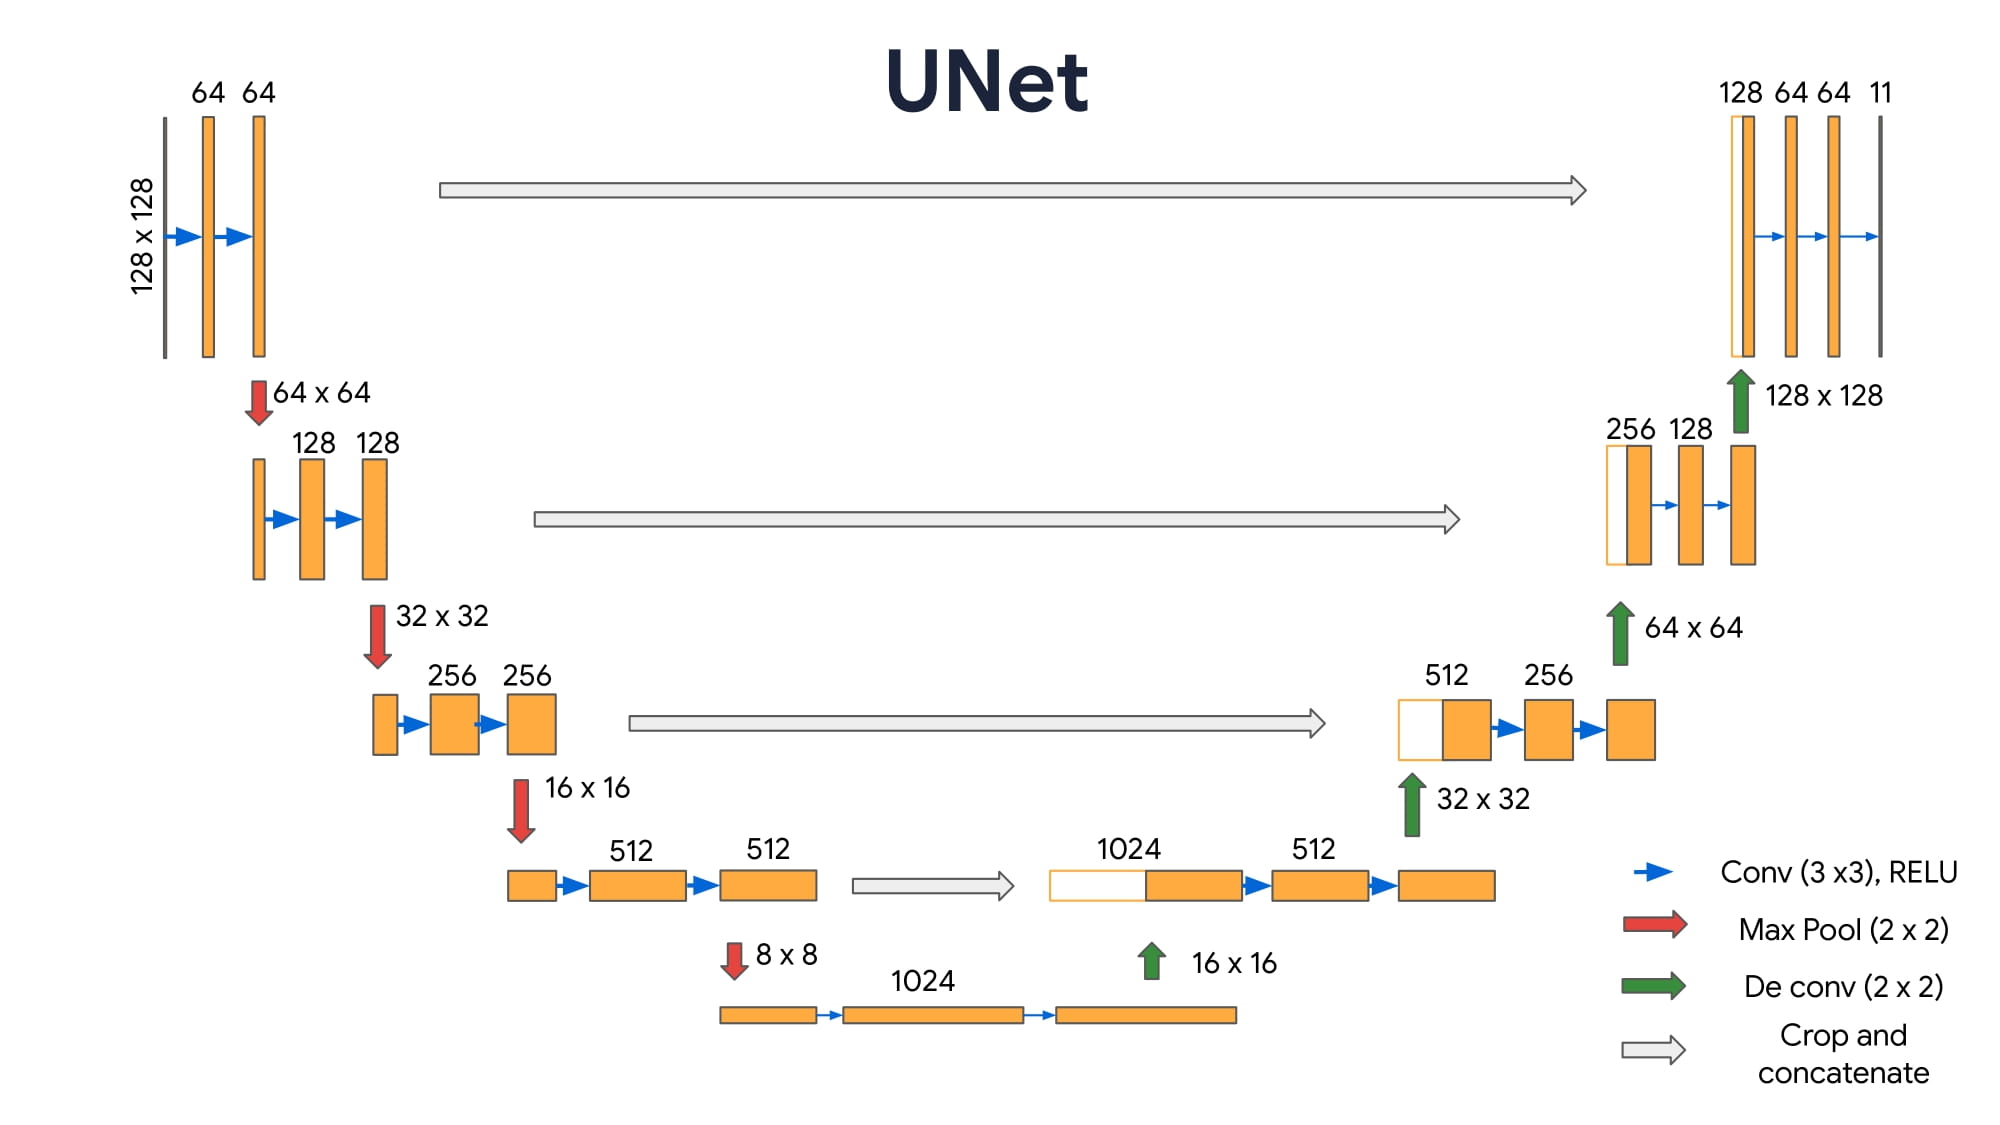 UNet
64 64
128 x 128
128 64 64 11
64 x 64
128 x 128
128 128
256 128
32 x 32
64 x 64
256 256
512 256
16 x 16
32 x 32
512 512
1024 512
8 x 8
16 x 16
1024
Conv (3 x3), RELU
Max Pool (2 x 2)
De conv (2 x 2)
Crop and
concatenate